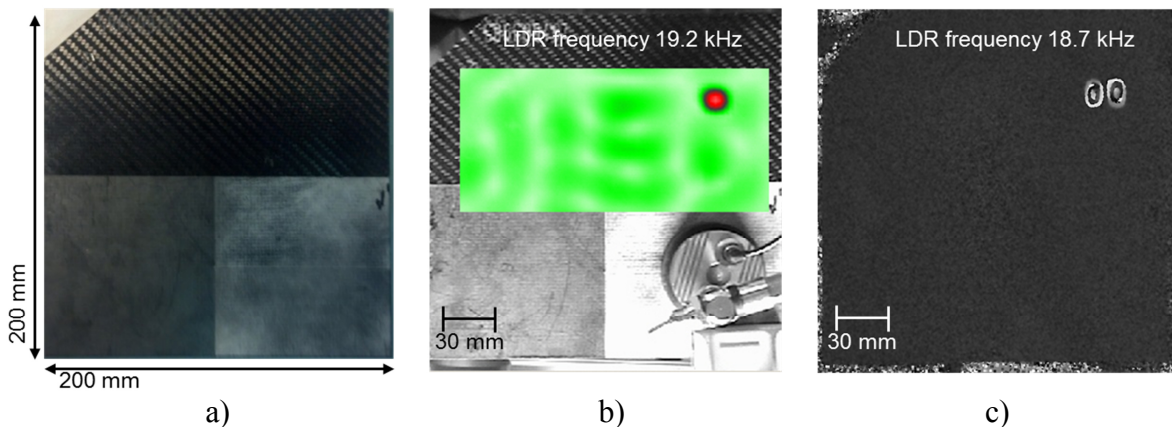 200 mm
200 mm
a)
LDR frequency 19.2 kHz
30 mm
b)
LDR frequency 18.7 kHz
30 mm
c)